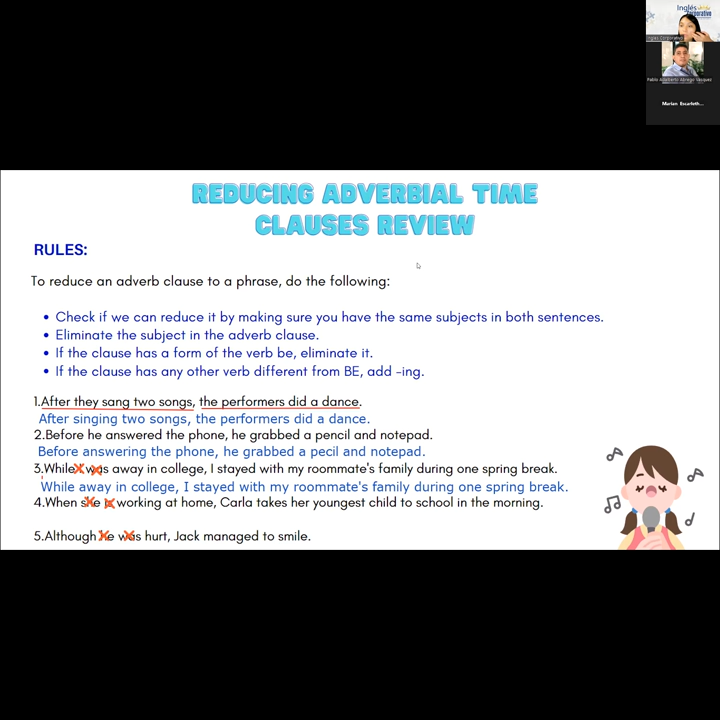 Inglés
Corporativo
Inglés Corporativo
Pablo Adalberto Abrego Vasquez
Marian Escarleth...
REDUCING ADVERBIAL TIME
CLAUSES REVIEW
RULES:
To reduce an adverb clause to a phrase, do the following:
• Check if we can reduce it by making sure you have the same subjects in both sentences.
• Eliminate the subject in the adverb clause.
• If the clause has a form of the verb be, eliminate it.
• If the clause has any other verb different from BE, add -ing.
1.After they sang two songs, the performers did a dance.
After singing two songs, the performers did a dance.
2.Before he answered the phone, he grabbed a pencil and notepad.
Before answering the phone, he grabbed a pecil and notepad.
3.While I was away in college, I stayed with my roommate's family during one spring break.
While away in college, I stayed with my roommate's family during one spring break.
4.When she is working at home, Carla takes her youngest child to school in the morning.
5.Although he was hurt, Jack managed to smile.